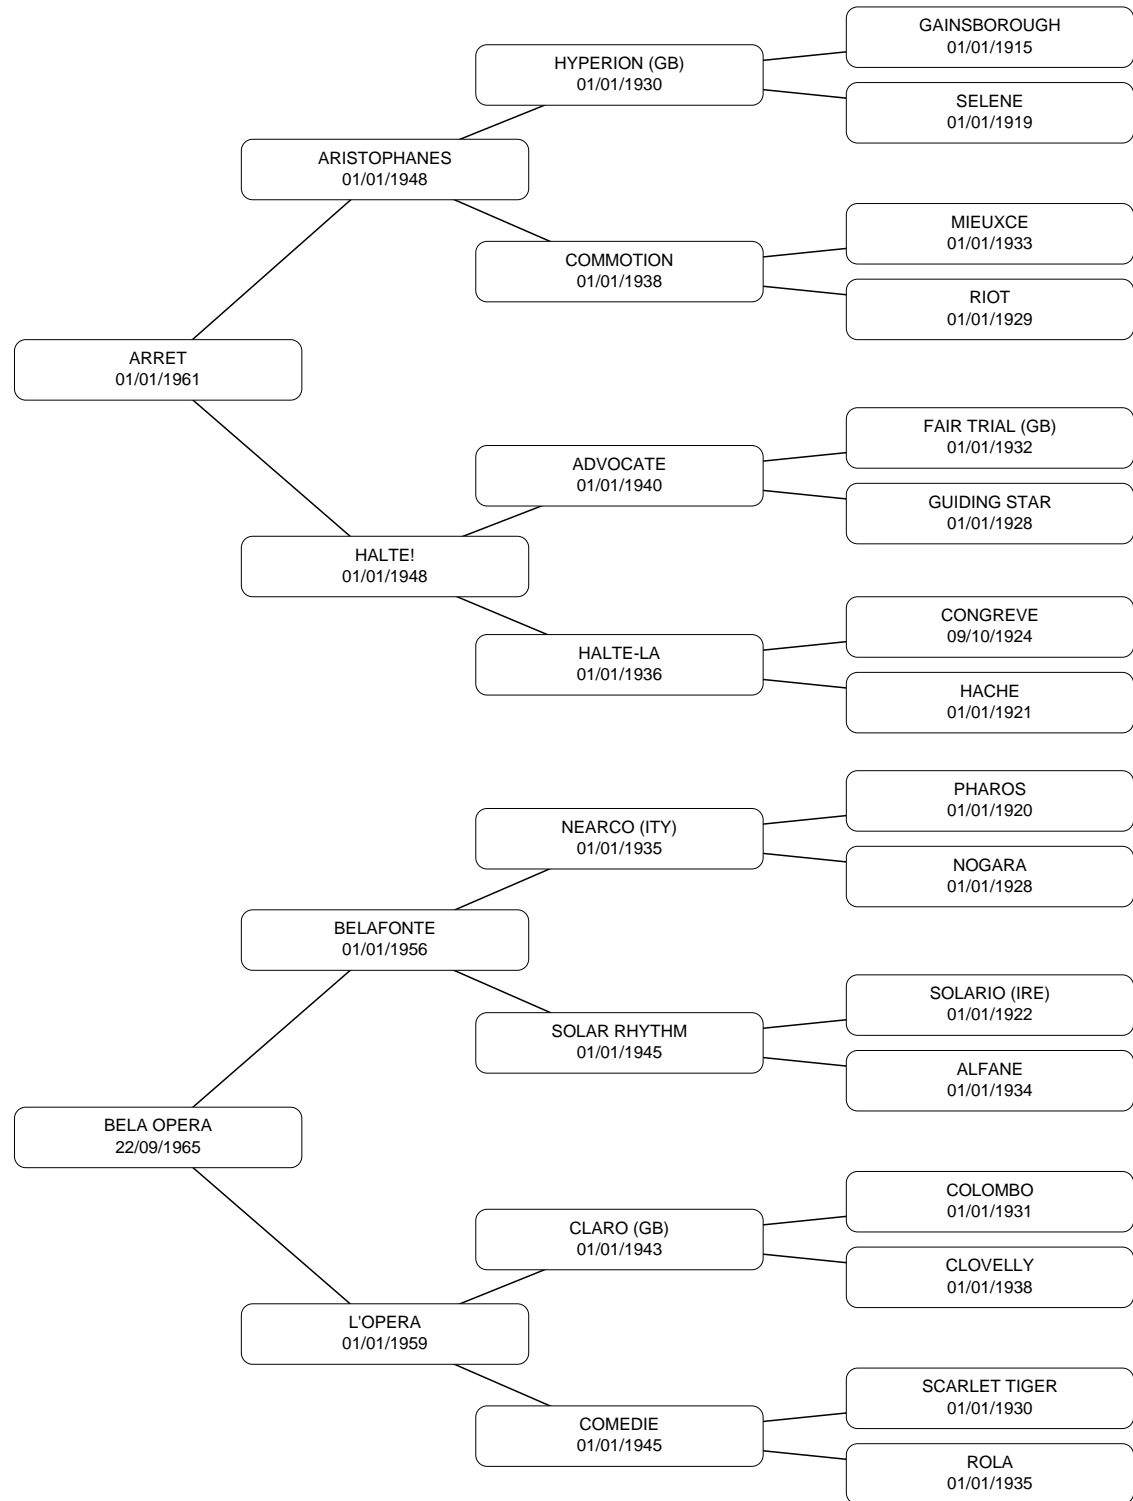 GAINSBOROUGH
01/01/1915
HYPERION (GB)
01/01/1930
SELENE
01/01/1919
ARISTOPHANES
01/01/1948
MIEUXCE
01/01/1933
COMMOTION
01/01/1938
RIOT
01/01/1929
ARRET
01/01/1961
FAIR TRIAL (GB)
01/01/1932
ADVOCATE
01/01/1940
GUIDING STAR
01/01/1928
HALTE!
01/01/1948
CONGREVE
09/10/1924
HALTE-LA
01/01/1936
HACHE
01/01/1921
PHAROS
01/01/1920
NEARCO (ITY)
01/01/1935
NOGARA
01/01/1928
BELAFONTE
01/01/1956
SOLARIO (IRE)
01/01/1922
SOLAR RHYTHM
01/01/1945
ALFANE
01/01/1934
BELA OPERA
22/09/1965
COLOMBO
01/01/1931
CLARO (GB)
01/01/1943
CLOVELLY
01/01/1938
L'OPERA
01/01/1959
SCARLET TIGER
01/01/1930
COMEDIE
01/01/1945
ROLA
01/01/1935